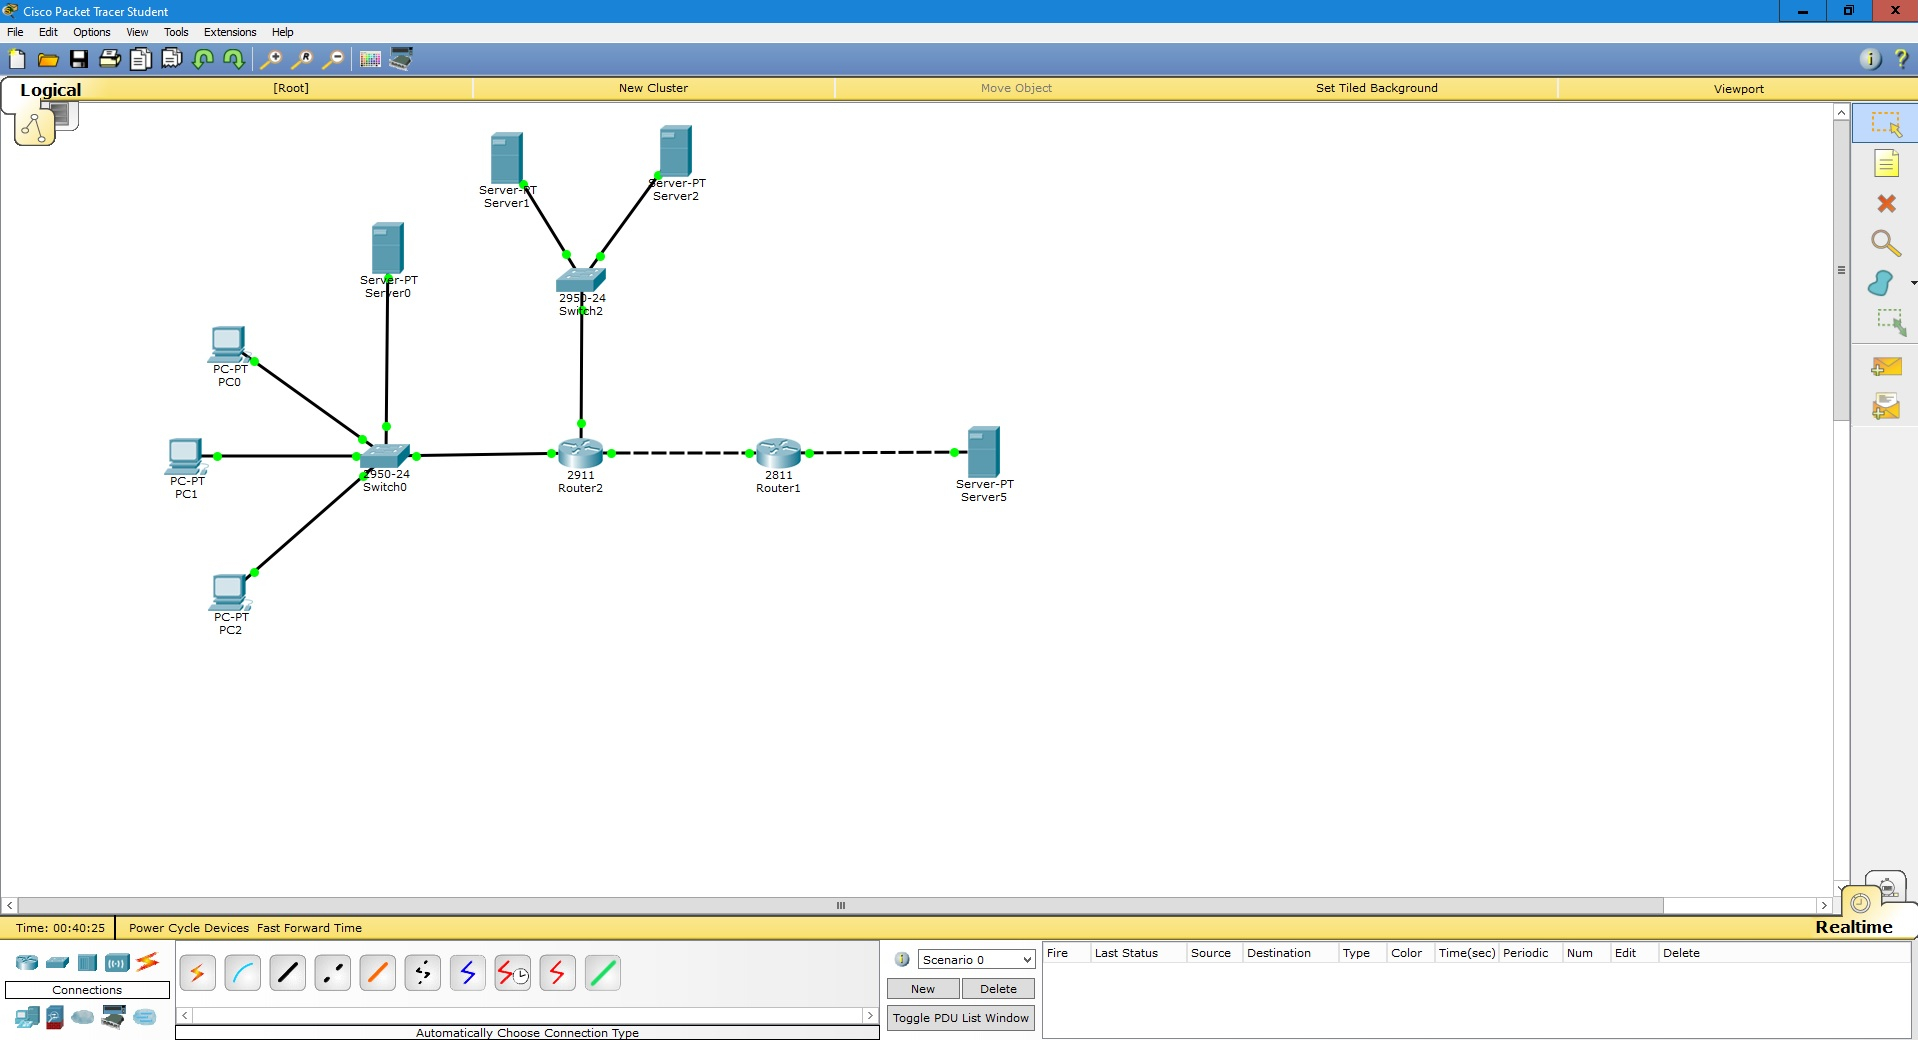 Cisco Packet Tracer Student
File Edit Options View Tools Extensions Help
Logical [Root] New Cluster Move Object Set Tiled Background Viewport
Server-PT
Server1
Server-PT
Server2
Server-PT
Server0
2950-24
Switch2
PC-PT
PC0
PC-PT
PC1
2950-24
Switch0
2911
Router2
2811
Router1
Server-PT
Server5
PC-PT
PC2
Time: 00:40:25 Power Cycle Devices Fast Forward Time Realtime
Connections
Automatically Choose Connection Type
Scenario 0
New Delete
Toggle PDU List Window
Fire Last Status Source Destination Type Color Time(sec) Periodic Num Edit Delete